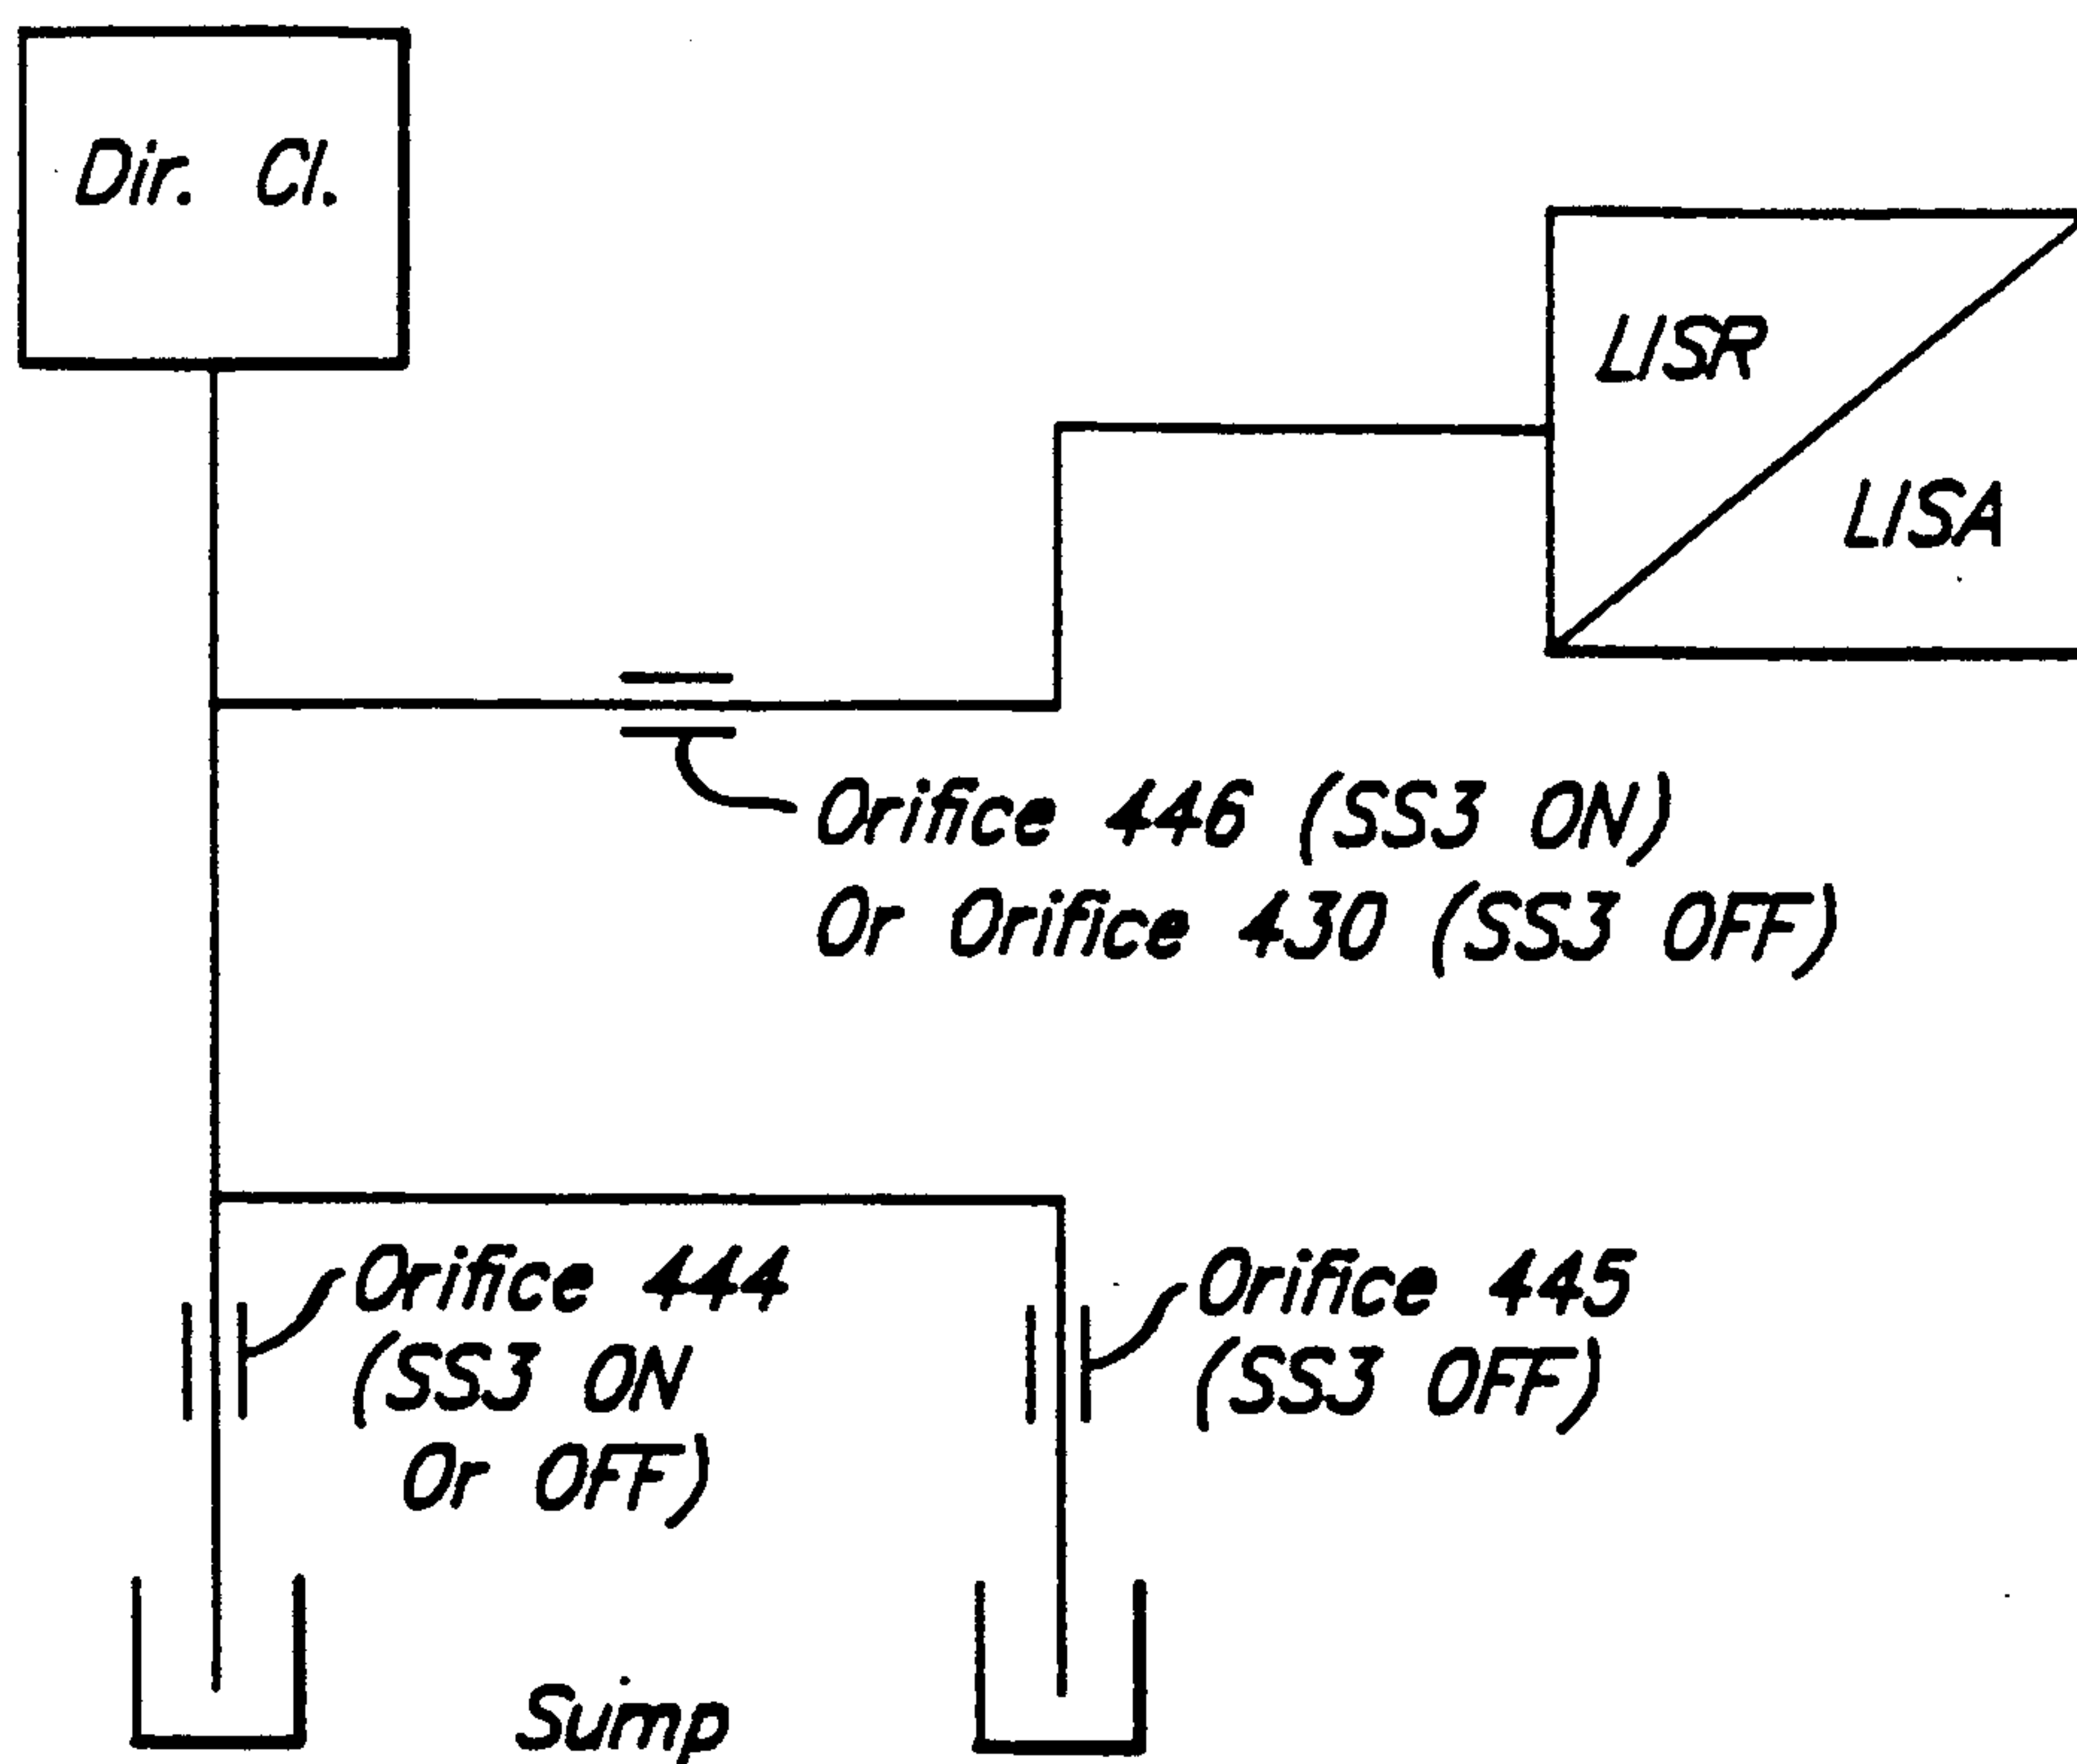 Dir. Cl.
LISR
LISA
Orifice 446 (SS3 ON)
Or Orifice 430 (SS3 OFF)
Orifice 444
(SS3 ON
Or OFF)
Orifice 445
(SS3 OFF)
Sump